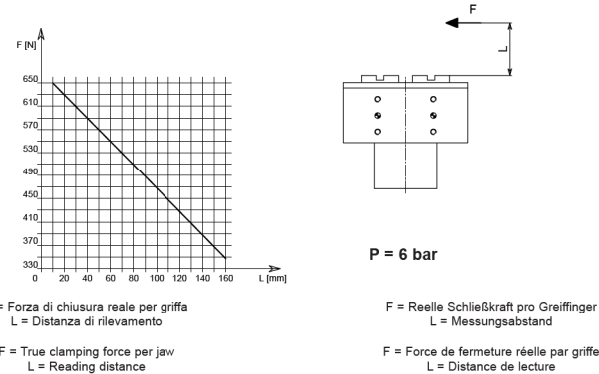 F [N]
650
610
570
530
490
450
410
370
330
0 20 40 60 80 100 120 140 160 L [mm]
F
L
P = 6 bar
= Forza di chiusura reale per griffa
L = Distanza di rilevamento
F = True clamping force per jaw
L = Reading distance
F = Reelle Schließkraft pro Greiffinger
L = Messungsabstand
F = Force de fermeture réelle par griffe
L = Distance de lecture